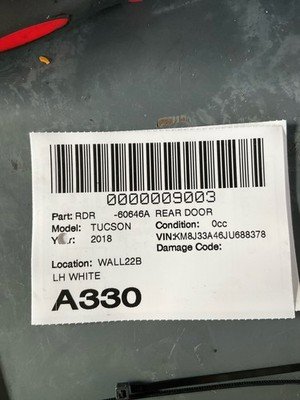 0000009003
Part: RDR -60646A REAR DOOR
Model: TUCSON Condition: 0cc
Year: 2018 VIN:KM8J33A46JU688378
Damage Code:
Location: WALL22B
LH WHITE
A330